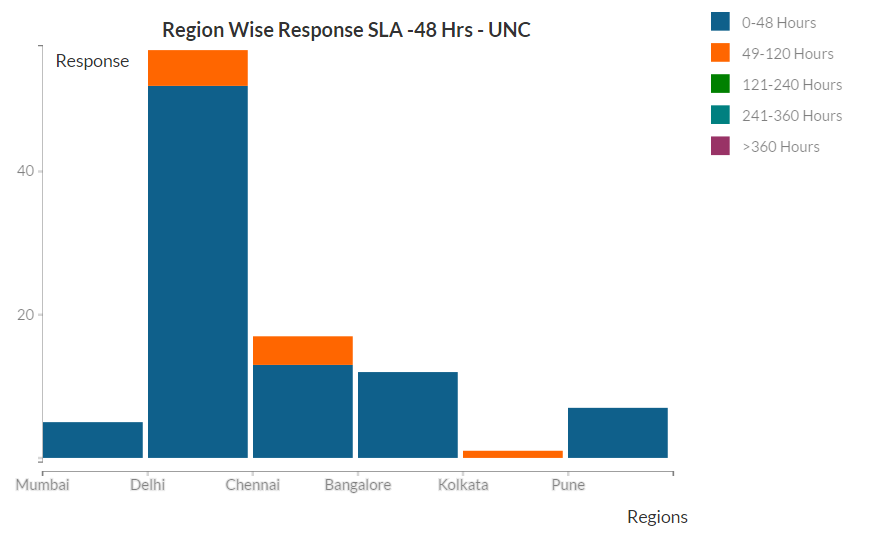 Region Wise Response SLA -48 Hrs - UNC
0-48 Hours
49-120 Hours
121-240 Hours
241-360 Hours
>360 Hours
Response
40
20
Mumbai Delhi Chennai Bangalore Kolkata Pune
Regions